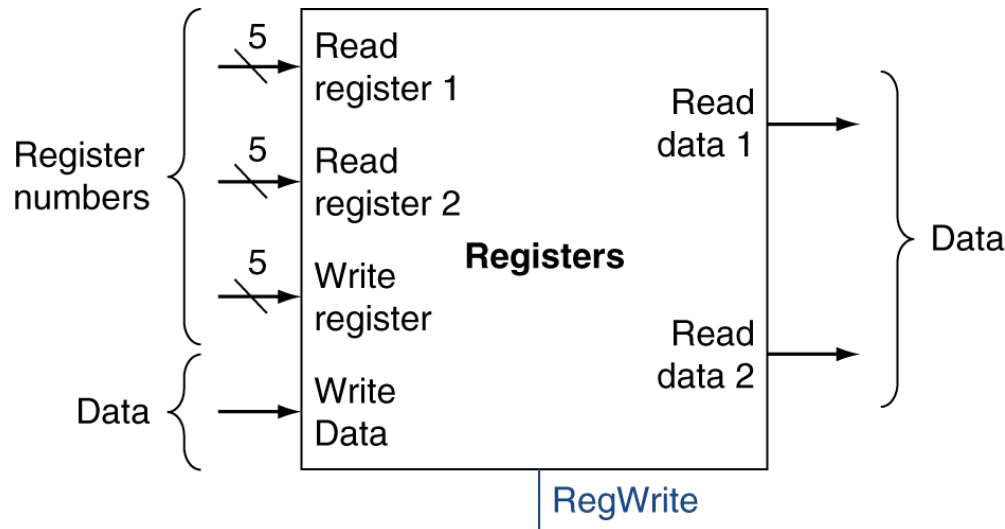 Register
numbers
Data
5
Read
register 1
5
Read
register 2
5
Write
register
Write
Data
Registers
Read
data 1
Read
data 2
Data
RegWrite